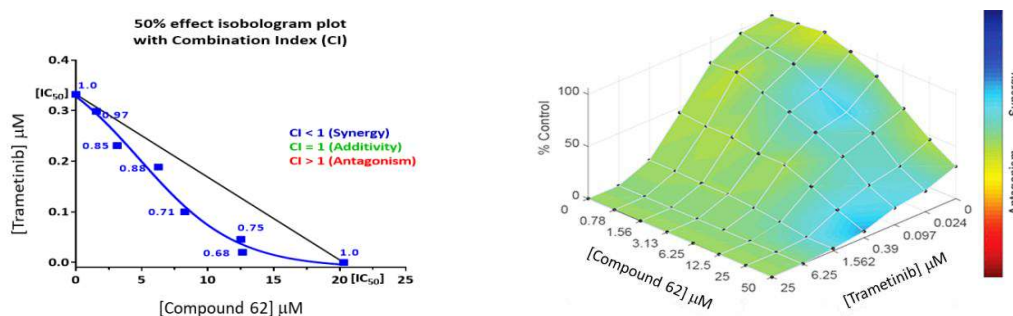 50% effect isobologram plot
with Combination Index (CI)
0.4
[IC50]
1.0
0.3
0.97
0.85
0.2
0.88
0.1
0.71
0.75
0.68
1.0
0.0
[IC50]
0
5
10
15
20
25
CI < 1 (Synergy)
CI = 1 (Additivity)
CI > 1 (Antagonism)
[Trametinib] μM
[Compound 62] μM
% Control
100
50
0
0
0.78
1.56
3.13
6.25
12.5
25
50
[Compound 62] μM
25
6.25
1.562
0.39
0.097
0.024
0
[Trametinib] μM
Synergy
Antagonism